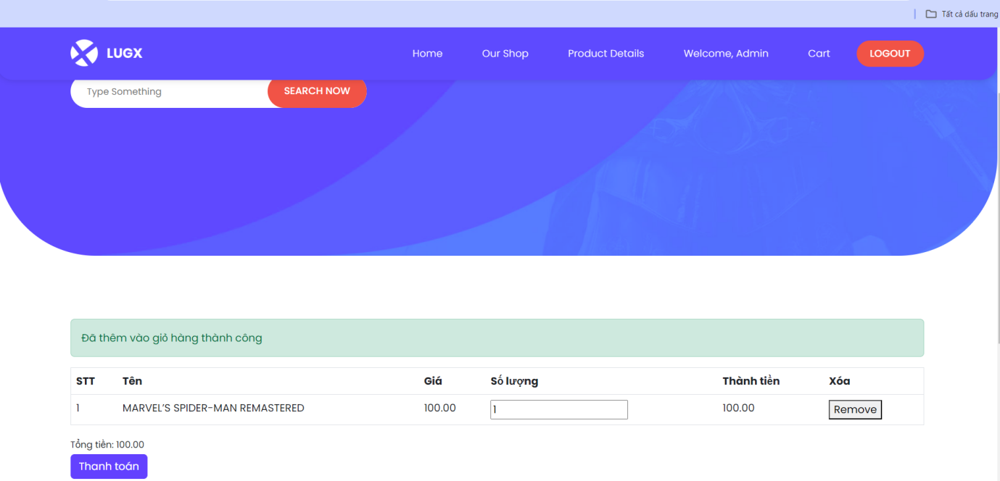 Tất cả dấu trang
LUGX Home Our Shop Product Details Welcome, Admin Cart LOGOUT
Type Something SEARCH NOW
Đã thêm vào giỏ hàng thành công
STT Tên Giá Số lượng Thành tiền Xóa
1 MARVEL’S SPIDER-MAN REMASTERED 100.00 1 100.00 Remove
Tổng tiền: 100.00
Thanh toán